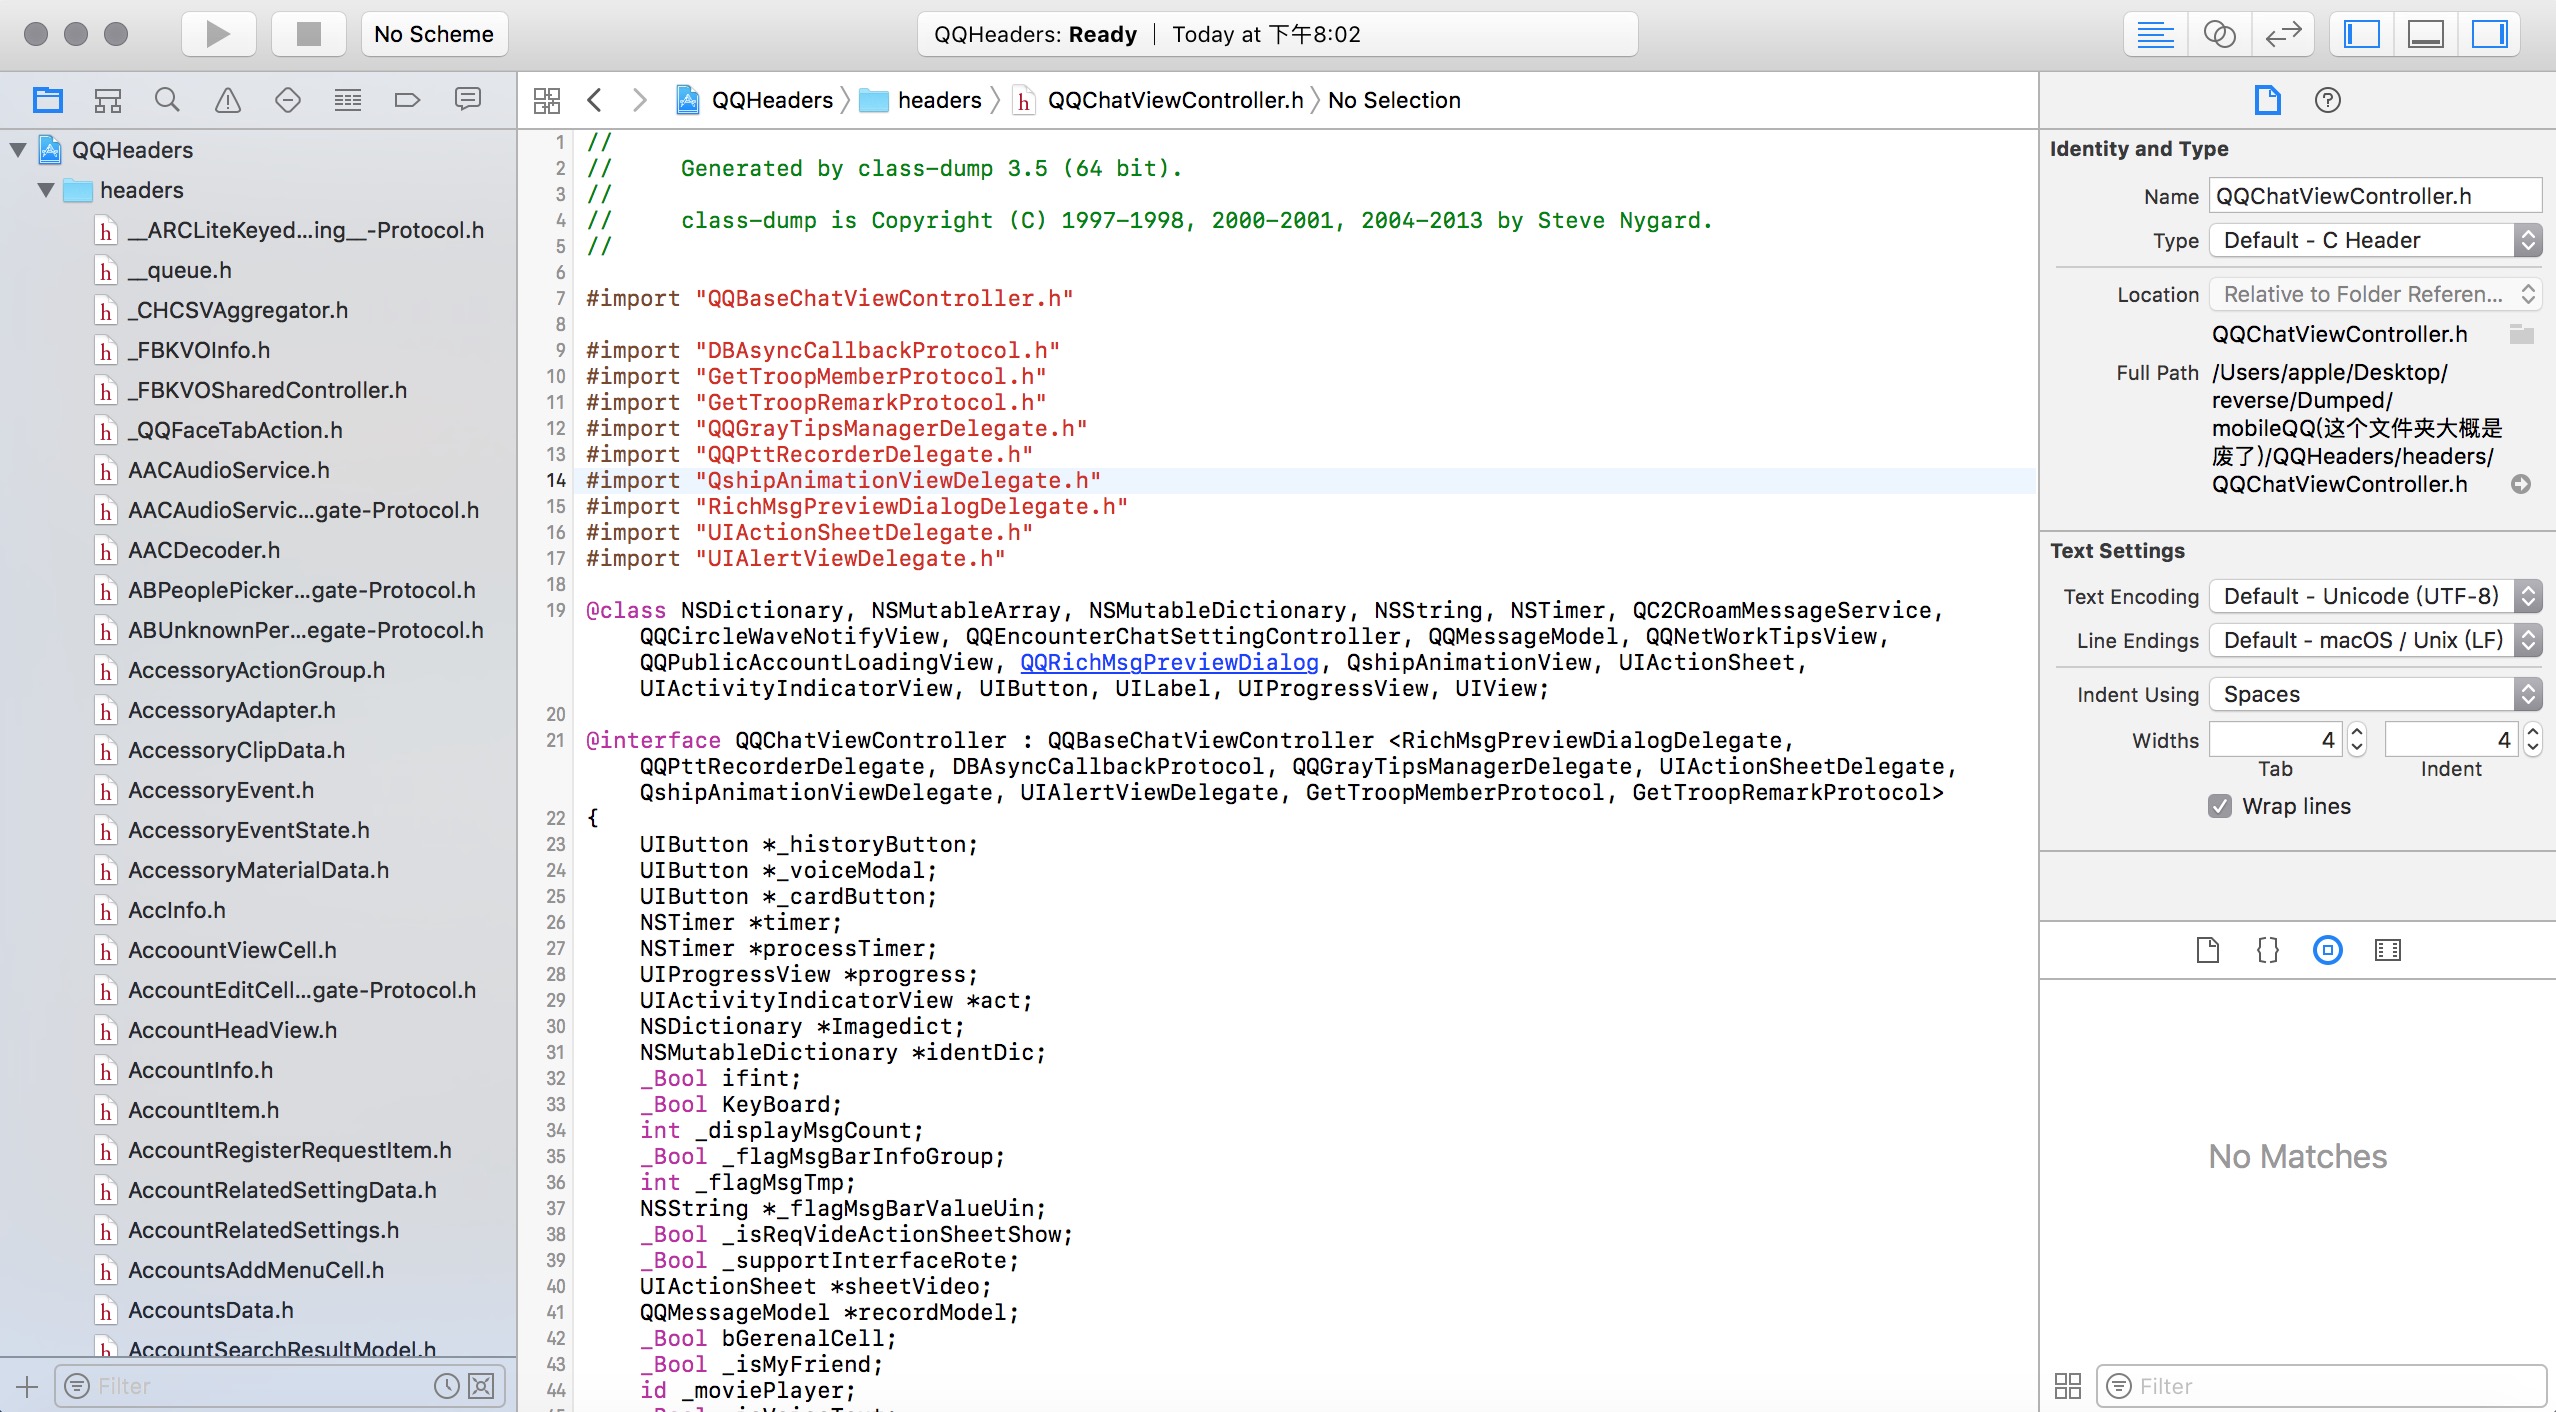 No Scheme
QQHeaders: Ready | Today at 下午8:02
QQHeaders
headers
__ARCLiteKeyed...ing__-Protocol.h
__queue.h
_CHCSVAggregator.h
_FBKVOInfo.h
_FBKVOSharedController.h
_QQFaceTabAction.h
AACAudioService.h
AACAudioServic...gate-Protocol.h
AACDecoder.h
ABPeoplePicker...gate-Protocol.h
ABUnknownPer...egate-Protocol.h
AccessoryActionGroup.h
AccessoryAdapter.h
AccessoryClipData.h
AccessoryEvent.h
AccessoryEventState.h
AccessoryMaterialData.h
AccInfo.h
AccoountViewCell.h
AccountEditCell...gate-Protocol.h
AccountHeadView.h
AccountInfo.h
AccountItem.h
AccountRegisterRequestItem.h
AccountRelatedSettingData.h
AccountRelatedSettings.h
AccountsAddMenuCell.h
AccountsData.h
AccountSearchResultModel.h
Filter
QQHeaders 〉 headers 〉 QQChatViewController.h 〉 No Selection
1 //
2 //      Generated by class-dump 3.5 (64 bit).
3 //
4 //      class-dump is Copyright (C) 1997-1998, 2000-2001, 2004-2013 by Steve Nygard.
5 //
6
7 #import "QQBaseChatViewController.h"
8
9 #import "DBAsyncCallbackProtocol.h"
10 #import "GetTroopMemberProtocol.h"
11 #import "GetTroopRemarkProtocol.h"
12 #import "QQGrayTipsManagerDelegate.h"
13 #import "QQPttRecorderDelegate.h"
14 #import "QshipAnimationViewDelegate.h"
15 #import "RichMsgPreviewDialogDelegate.h"
16 #import "UIActionSheetDelegate.h"
17 #import "UIAlertViewDelegate.h"
18
19 @class NSDictionary, NSMutableArray, NSMutableDictionary, NSString, NSTimer, QC2CRoamMessageService,
QQCircleWaveNotifyView, QQEncounterChatSettingController, QQMessageModel, QQNetWorkTipsView,
QQPublicAccountLoadingView, QQRichMsgPreviewDialog, QshipAnimationView, UIActionSheet,
UIActivityIndicatorView, UIButton, UILabel, UIProgressView, UIView;
20
21 @interface QQChatViewController : QQBaseChatViewController <RichMsgPreviewDialogDelegate,
QQPttRecorderDelegate, DBAsyncCallbackProtocol, QQGrayTipsManagerDelegate, UIActionSheetDelegate,
QshipAnimationViewDelegate, UIAlertViewDelegate, GetTroopMemberProtocol, GetTroopRemarkProtocol>
22 {
23     UIButton *_historyButton;
24     UIButton *_voiceModal;
25     UIButton *_cardButton;
26     NSTimer *timer;
27     NSTimer *processTimer;
28     UIProgressView *progress;
29     UIActivityIndicatorView *act;
30     NSDictionary *Imagedict;
31     NSMutableDictionary *identDic;
32     _Bool ifint;
33     _Bool KeyBoard;
34     int _displayMsgCount;
35     _Bool _flagMsgBarInfoGroup;
36     int _flagMsgTmp;
37     NSString *_flagMsgBarValueUin;
38     _Bool _isReqVideActionSheetShow;
39     _Bool _supportInterfaceRote;
40     UIActionSheet *sheetVideo;
41     QQMessageModel *recordModel;
42     _Bool bGerenalCell;
43     _Bool _isMyFriend;
44     id _moviePlayer;
Identity and Type
Name QQChatViewController.h
Type Default - C Header
Location Relative to Folder Referen...
QQChatViewController.h
Full Path /Users/apple/Desktop/
reverse/Dumped/
mobileQQ(这个文件夹大概是
废了)/QQHeaders/headers/
QQChatViewController.h
Text Settings
Text Encoding Default - Unicode (UTF-8)
Line Endings Default - macOS / Unix (LF)
Indent Using Spaces
Widths 4 4
Tab Indent
Wrap lines
No Matches
Filter